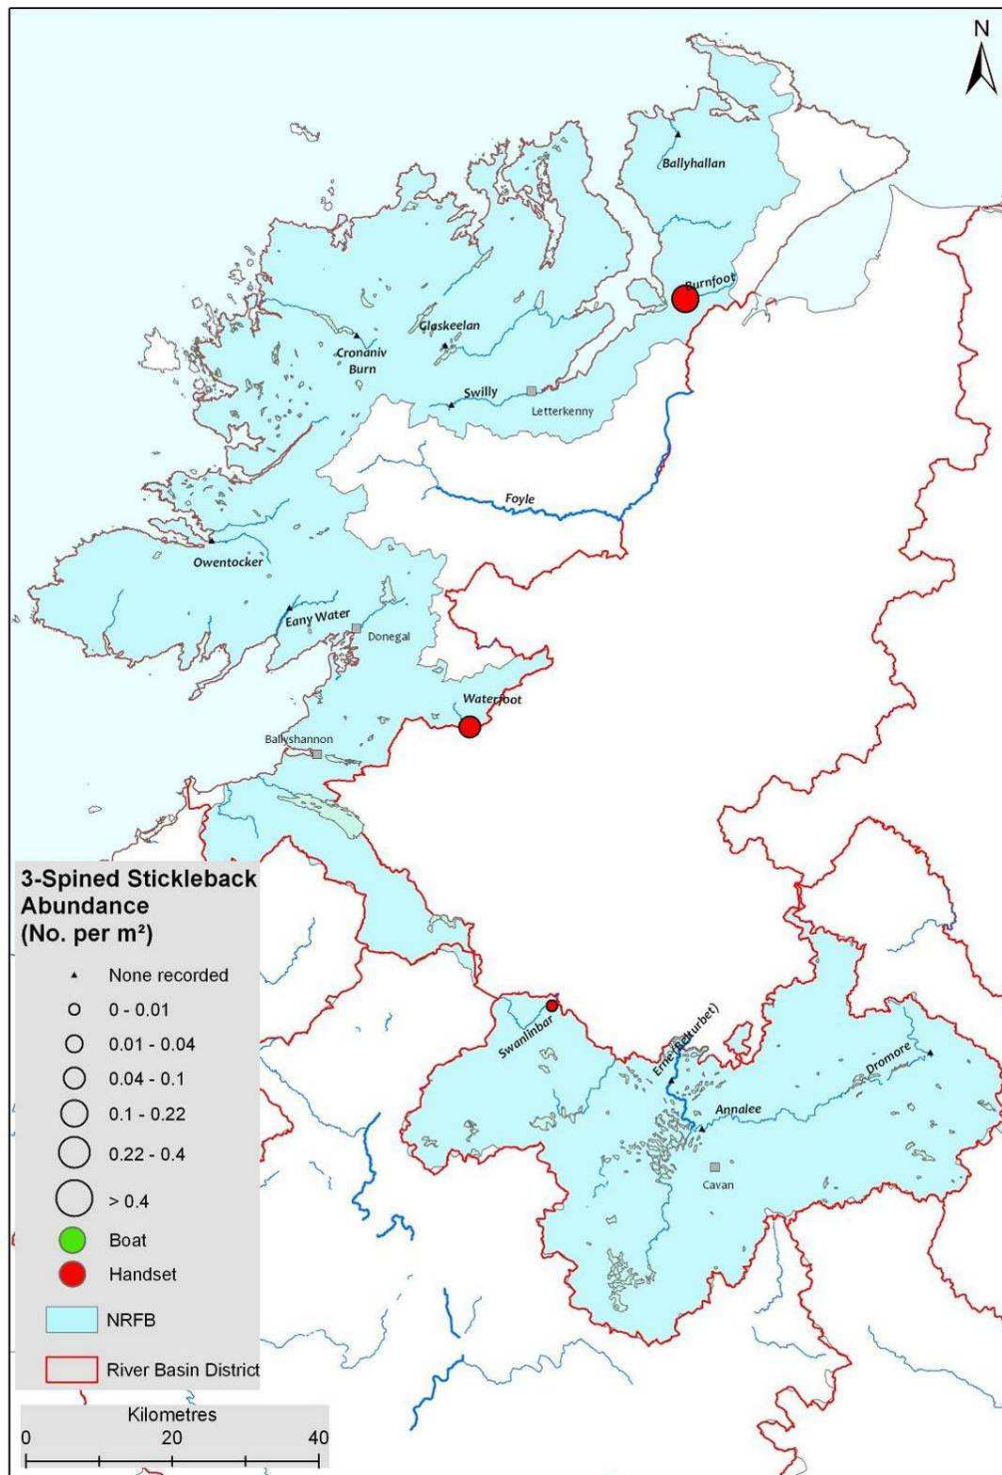 N
Ballyhallan
Burnfoot
Glaskeelan
Cronaniv
Burn
Swilly
Letterkenny
Foyle
Owentocker
Eany Water
Donegal
Waterfoot
Ballyshannon
3-Spined Stickleback
Abundance
(No. per m²)
None recorded
0 - 0.01
0.01 - 0.04
0.04 - 0.1
0.1 - 0.22
0.22 - 0.4
> 0.4
Boat
Handset
NRFB
River Basin District
Swanlinbar
Erne(Belturbet)
Dromore
Annalee
Cavan
Kilometres
0 20 40